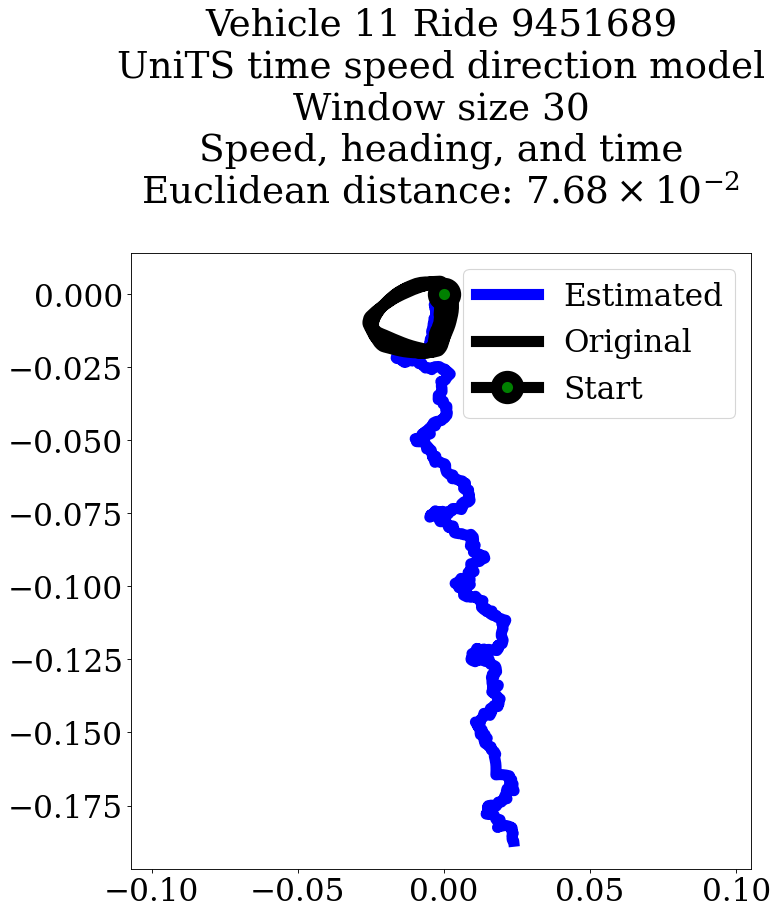 Vehicle 11 Ride 9451689
UniTS time speed direction model
Window size 30
Speed, heading, and time
Euclidean distance: 7.68 × 10⁻²
Estimated
Original
Start
0.000
−0.025
−0.050
−0.075
−0.100
−0.125
−0.150
−0.175
−0.10 −0.05 0.00 0.05 0.10